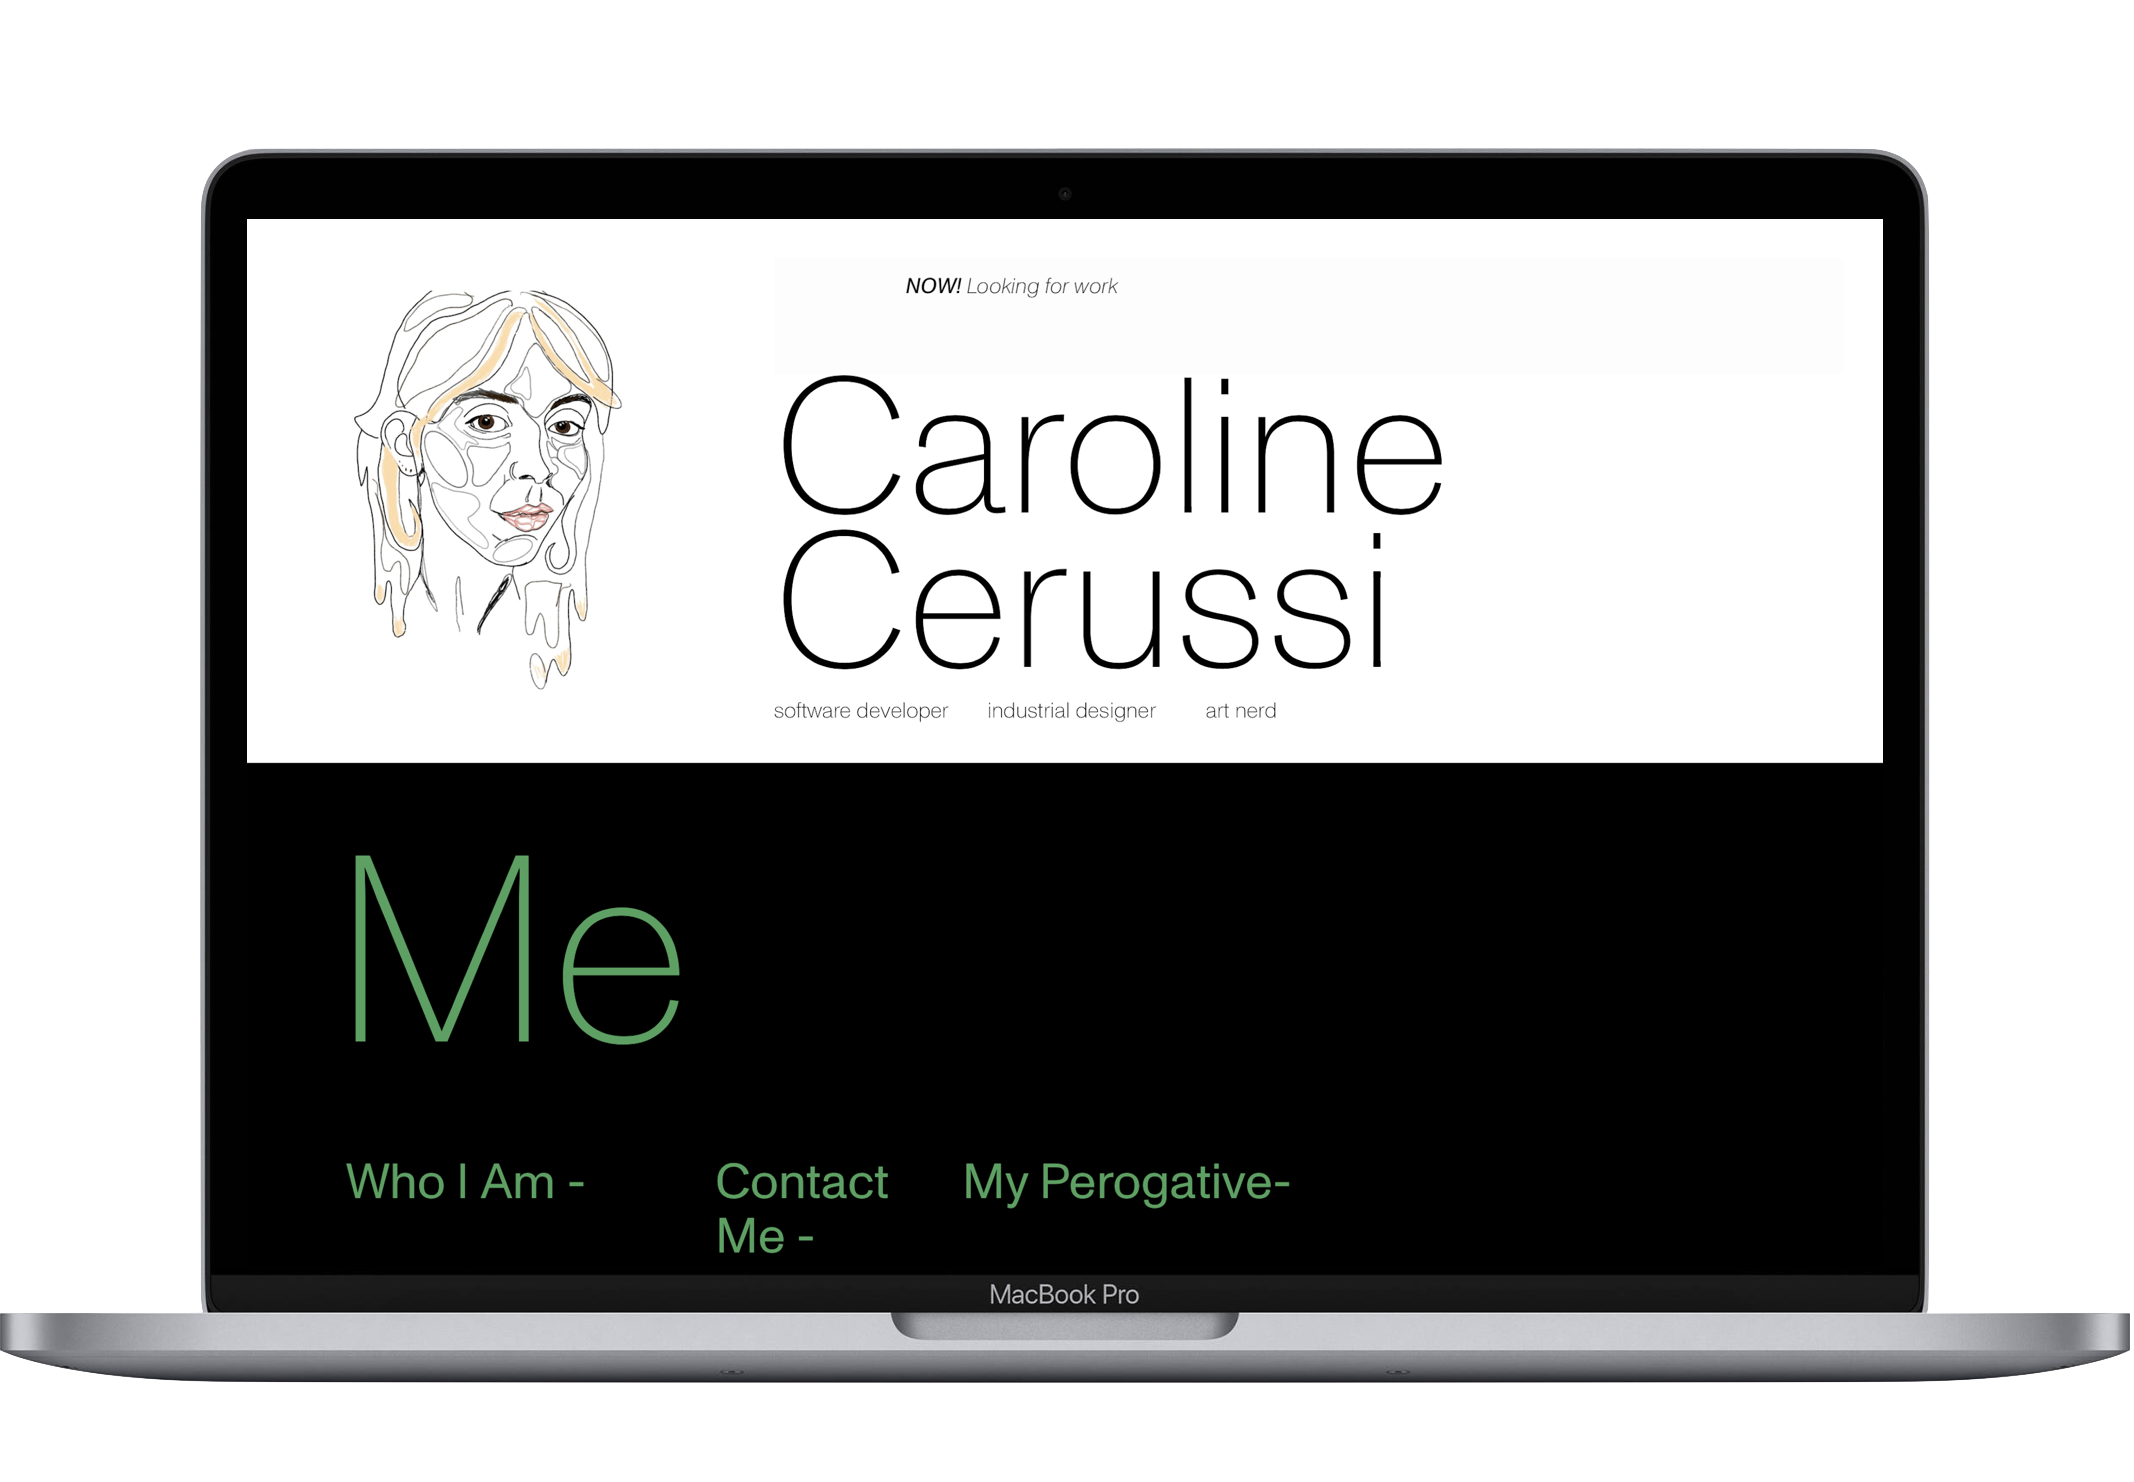 NOW! Looking for work
Caroline
Cerussi
software developer industrial designer art nerd
Me
Who I Am - Contact My Perogative-
Me -
MacBook Pro